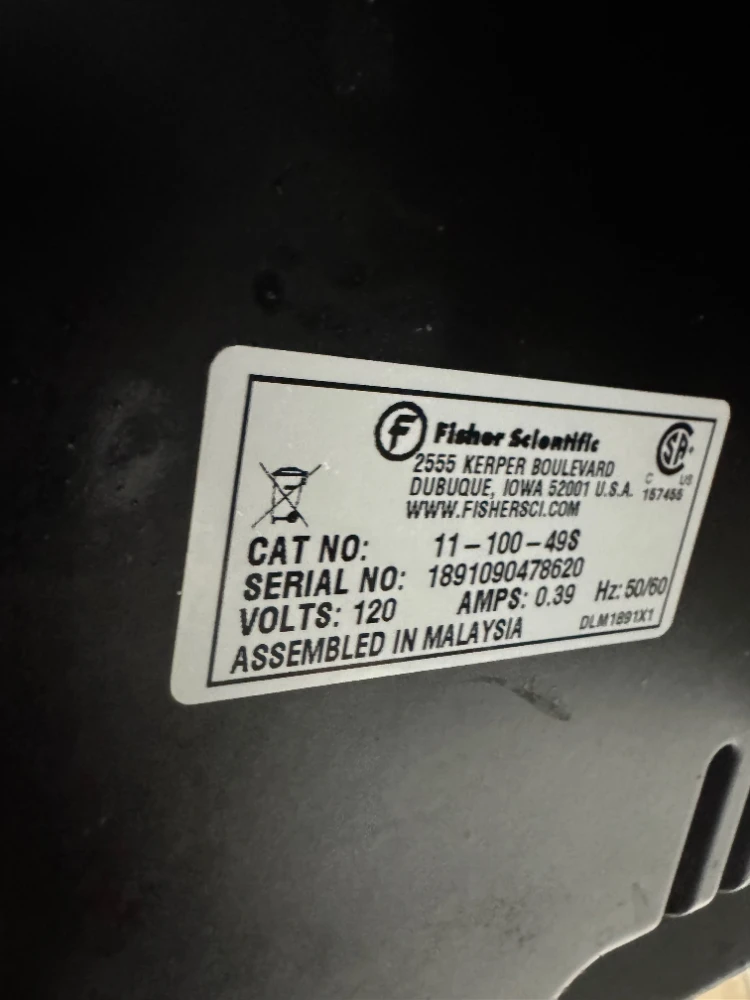 F Fisher Scientific
SA
2555 KERPER BOULEVARD
C US
DUBUQUE, IOWA 52001 U.S.A. 157455
WWW.FISHERSCI.COM
CAT NO: 11-100-49S
SERIAL NO: 1891090478620
VOLTS: 120 AMPS: 0.39 Hz: 50/60
ASSEMBLED IN MALAYSIA DLM1891X1